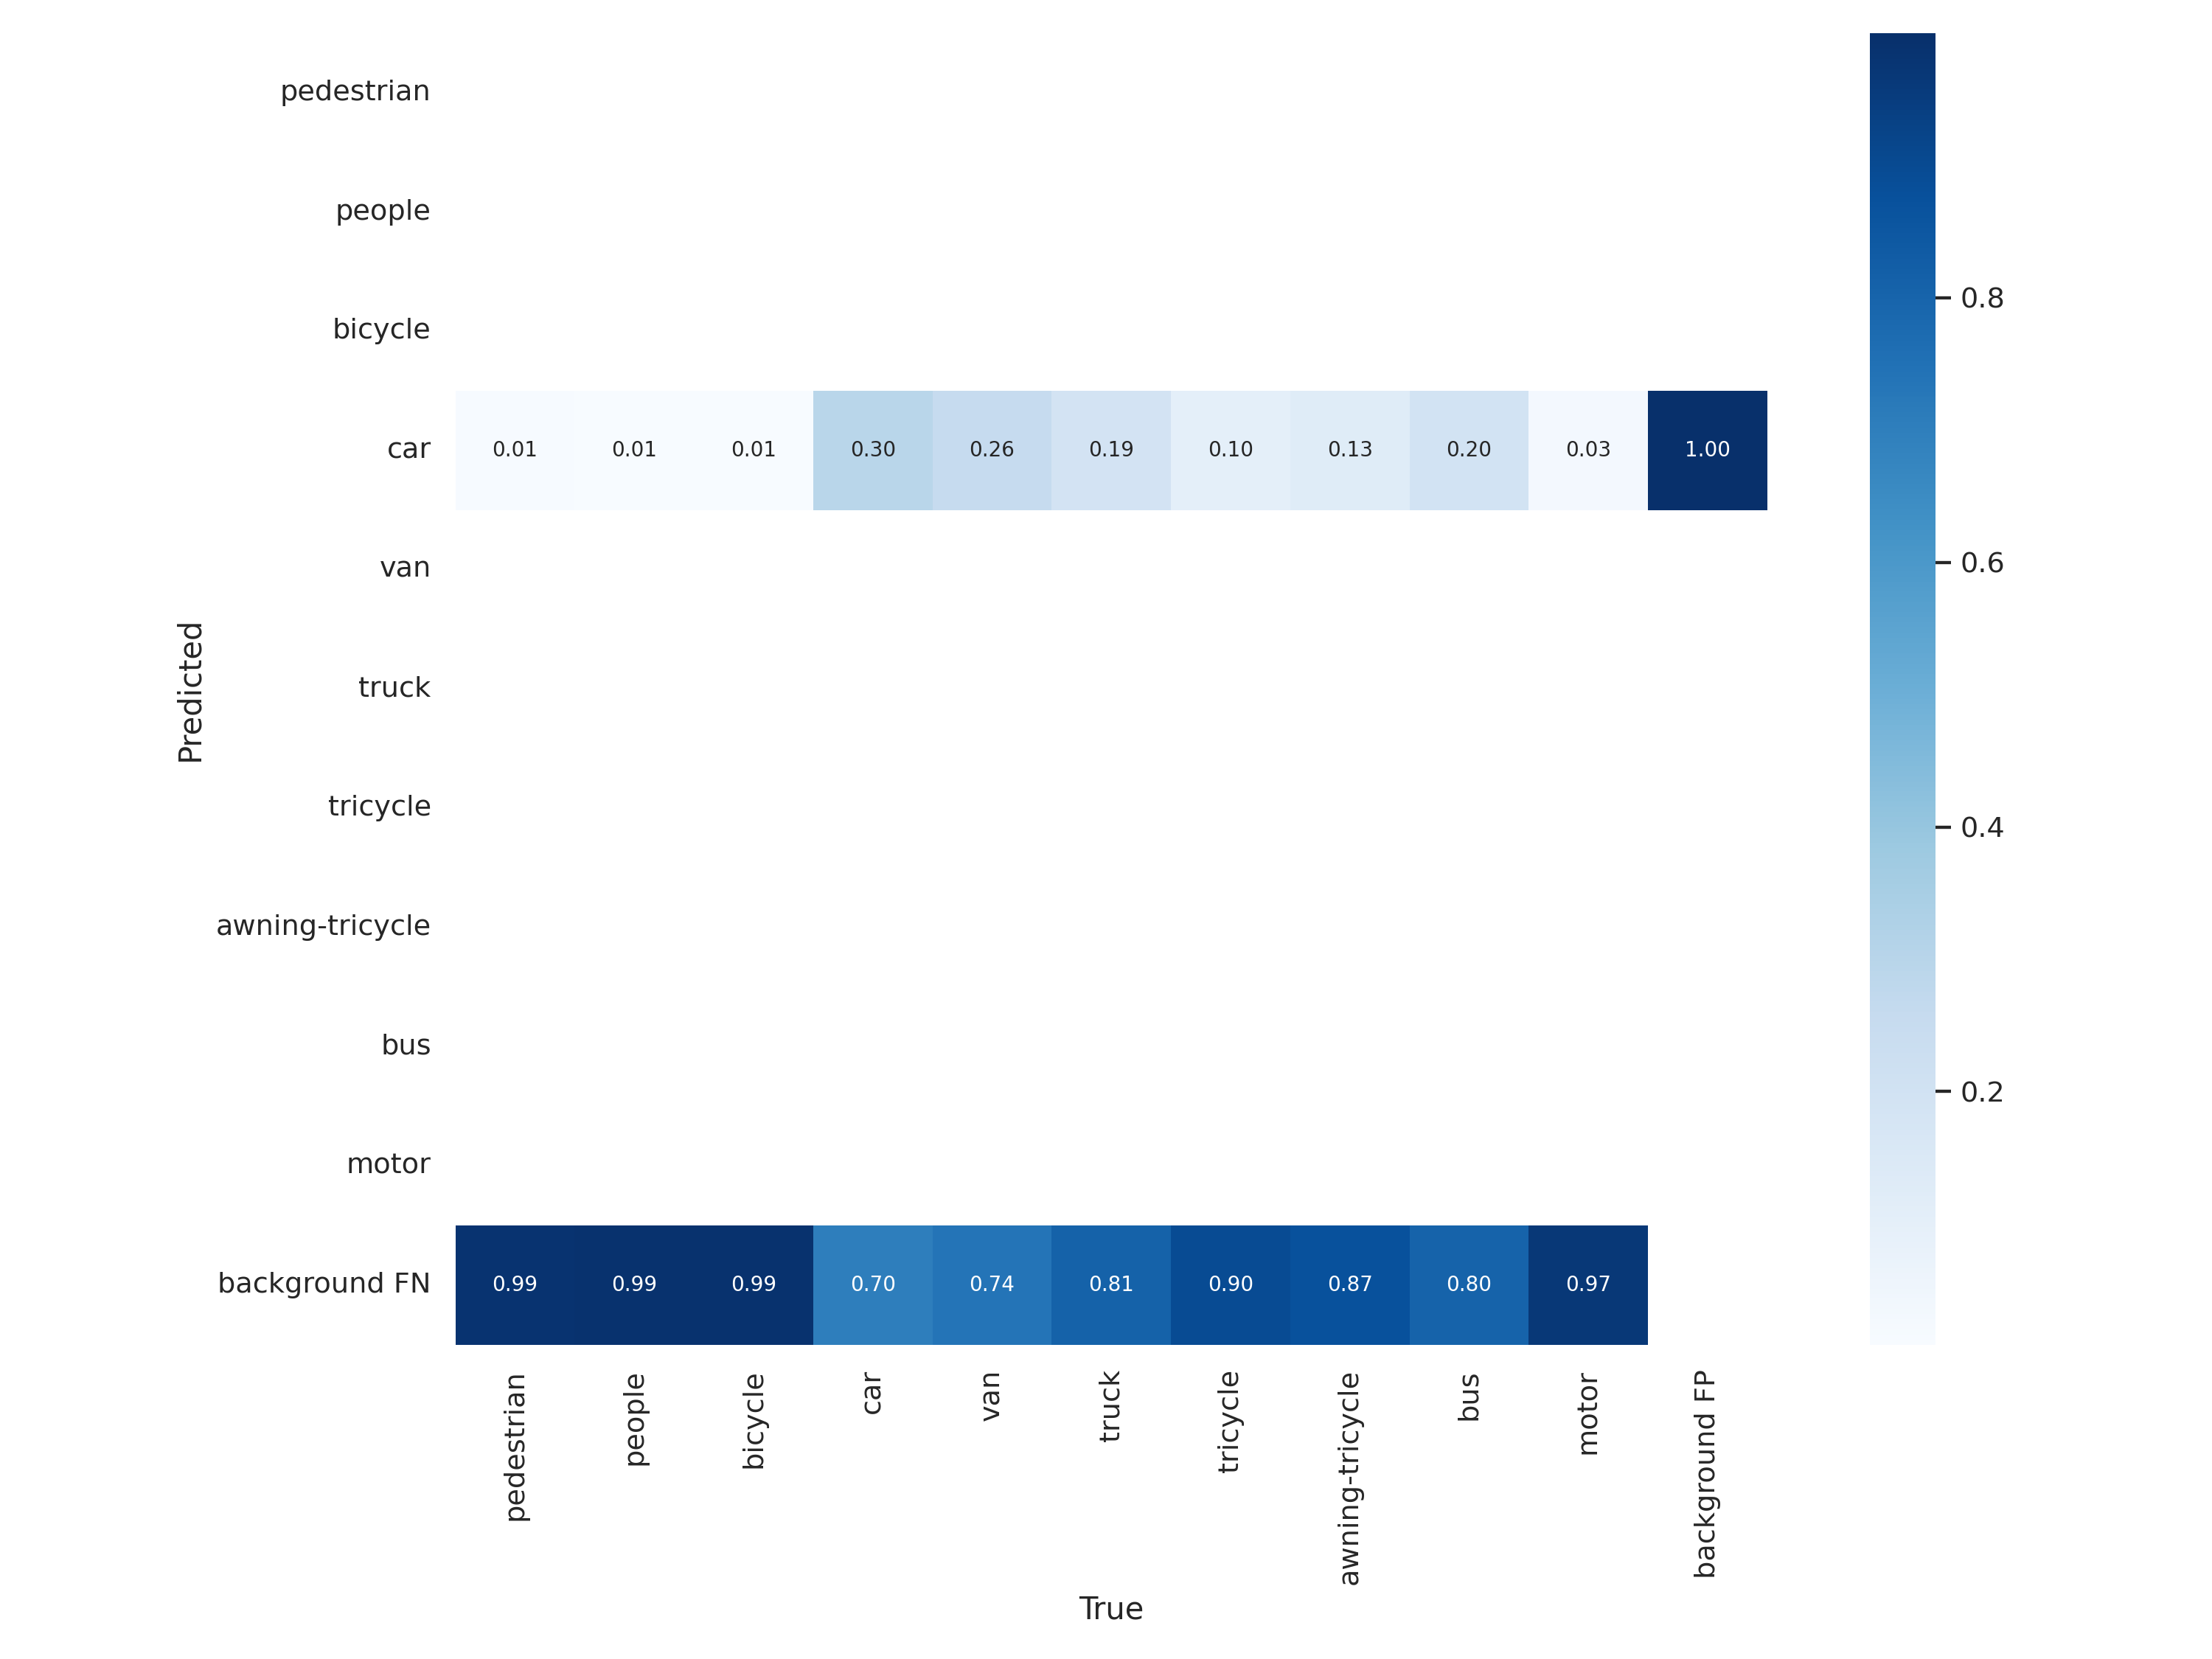 pedestrian
people
bicycle
car
0.01 0.01 0.01 0.30 0.26 0.19 0.10 0.13 0.20 0.03 1.00
van
truck
tricycle
awning-tricycle
bus
motor
background FN
0.99 0.99 0.99 0.70 0.74 0.81 0.90 0.87 0.80 0.97
Predicted
pedestrian
people
bicycle
car
van
truck
tricycle
awning-tricycle
bus
motor
background FP
True
0.8
0.6
0.4
0.2